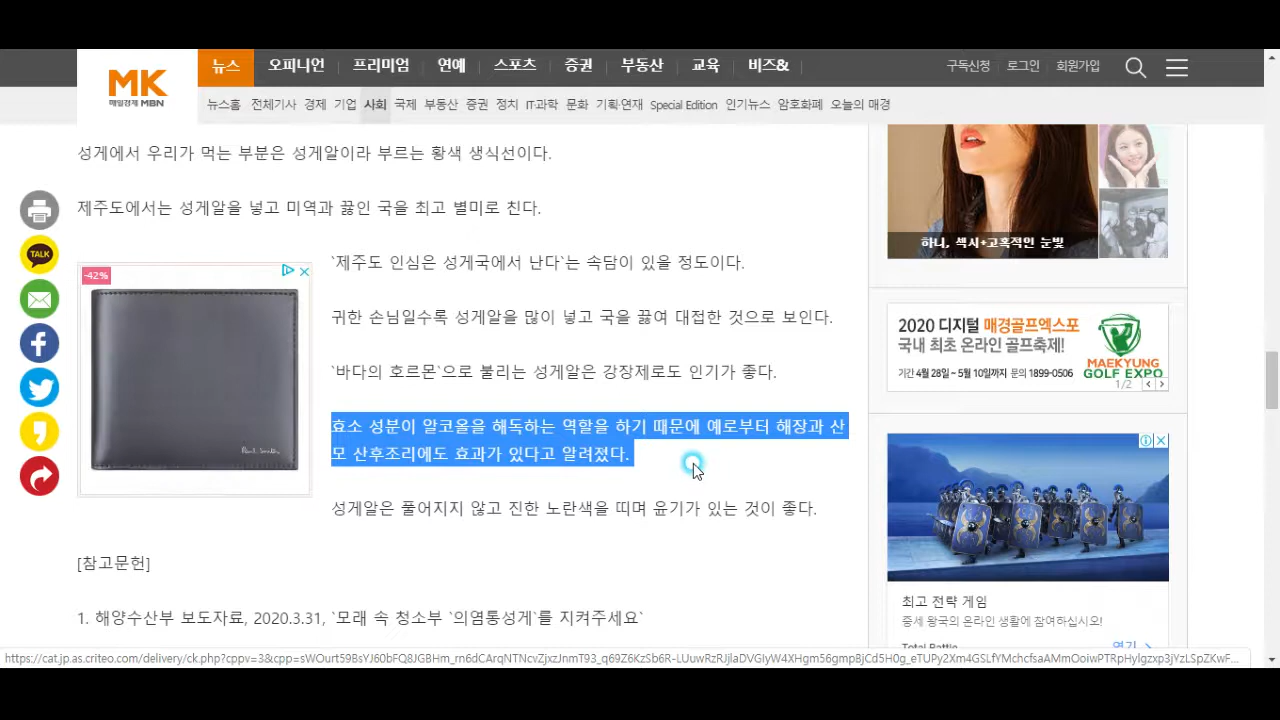 MK
매일경제 MBN
뉴스 오피니언 프리미엄 연예 스포츠 증권 부동산 교육 비즈&
구독신청 로그인 회원가입
뉴스홈 전체기사 경제 기업 사회 국제 부동산 증권 정치 IT·과학 문화 기획·연재 Special Edition 인기뉴스 암호화폐 오늘의 매경
성게에서 우리가 먹는 부분은 성게알이라 부르는 황색 생식선이다.
제주도에서는 성게알을 넣고 미역과 끓인 국을 최고 별미로 친다.
TALK
-42%
Paul Smith
`제주도 인심은 성게국에서 난다`는 속담이 있을 정도이다.
귀한 손님일수록 성게알을 많이 넣고 국을 끓여 대접한 것으로 보인다.
`바다의 호르몬`으로 불리는 성게알은 강장제로도 인기가 좋다.
효소 성분이 알코올을 해독하는 역할을 하기 때문에 예로부터 해장과 산
모 산후조리에도 효과가 있다고 알려졌다.
성게알은 풀어지지 않고 진한 노란색을 띠며 윤기가 있는 것이 좋다.
[참고문헌]
1. 해양수산부 보도자료, 2020.3.31, `모래 속 청소부 `의염통성게`를 지켜주세요`
하니, 섹시+고혹적인 눈빛
2020 디지털 매경골프엑스포
국내 최초 온라인 골프축제!
기간 4월 28일 ~ 5월 10일까지 문의 1899-0506
MAEKYUNG
GOLF EXPO
1/2
최고 전략 게임
중세 왕국의 온라인 생활에 참여하십시오!
Total Battle
열기